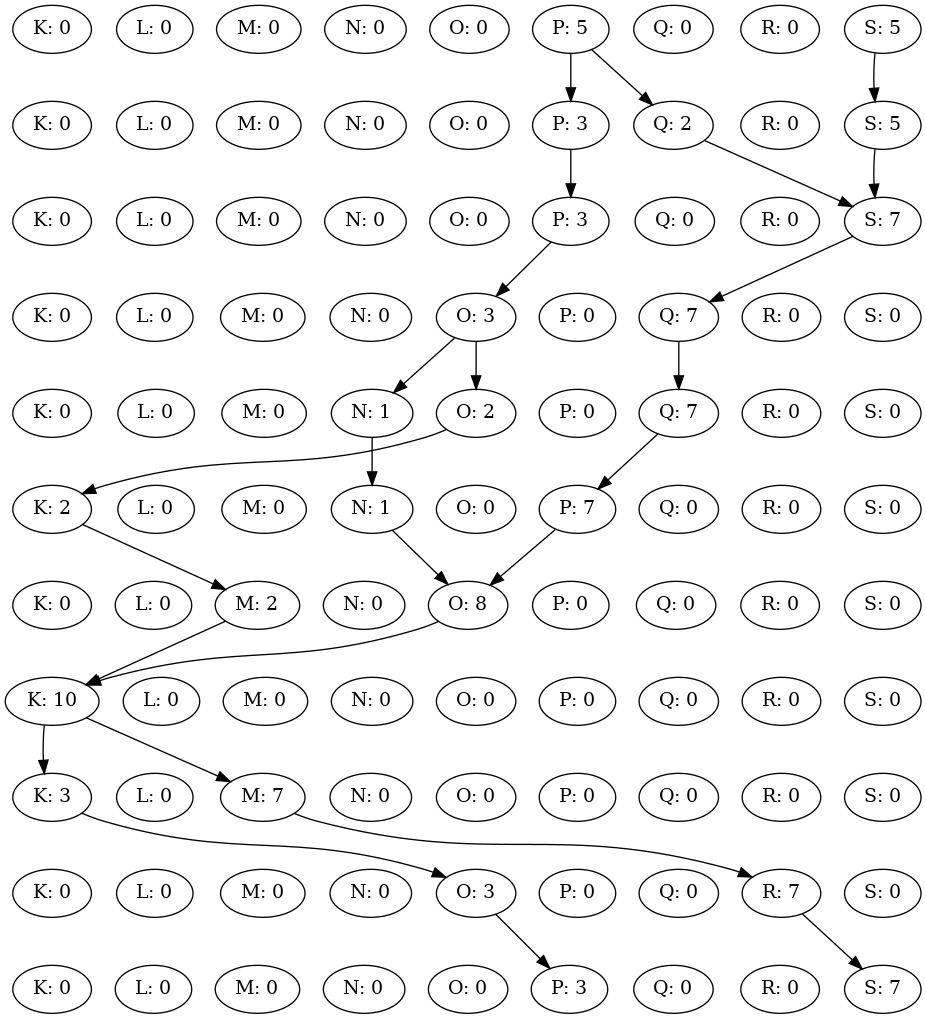 K: 0 L: 0 M: 0 N: 0 O: 0 P: 5 Q: 0 R: 0 S: 5
K: 0 L: 0 M: 0 N: 0 O: 0 P: 3 Q: 2 R: 0 S: 5
K: 0 L: 0 M: 0 N: 0 O: 0 P: 3 Q: 0 R: 0 S: 7
K: 0 L: 0 M: 0 N: 0 O: 3 P: 0 Q: 7 R: 0 S: 0
K: 0 L: 0 M: 0 N: 1 O: 2 P: 0 Q: 7 R: 0 S: 0
K: 2 L: 0 M: 0 N: 1 O: 0 P: 7 Q: 0 R: 0 S: 0
K: 0 L: 0 M: 2 N: 0 O: 8 P: 0 Q: 0 R: 0 S: 0
K: 10 L: 0 M: 0 N: 0 O: 0 P: 0 Q: 0 R: 0 S: 0
K: 3 L: 0 M: 7 N: 0 O: 0 P: 0 Q: 0 R: 0 S: 0
K: 0 L: 0 M: 0 N: 0 O: 3 P: 0 Q: 0 R: 7 S: 0
K: 0 L: 0 M: 0 N: 0 O: 0 P: 3 Q: 0 R: 0 S: 7